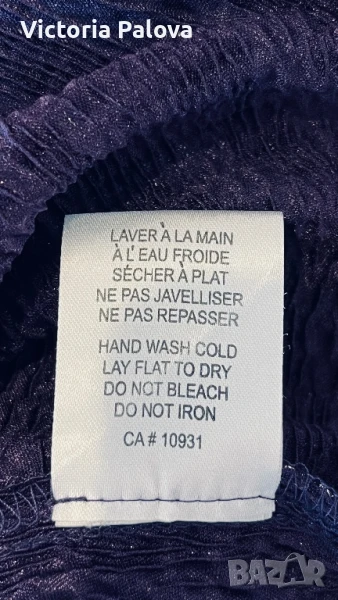 Victoria Palova
LAVER À LA MAIN
À L'EAU FROIDE
SÉCHER À PLAT
NE PAS JAVELLISER
NE PAS REPASSER
HAND WASH COLD
LAY FLAT TO DRY
DO NOT BLEACH
DO NOT IRON
CA # 10931
BAZAR